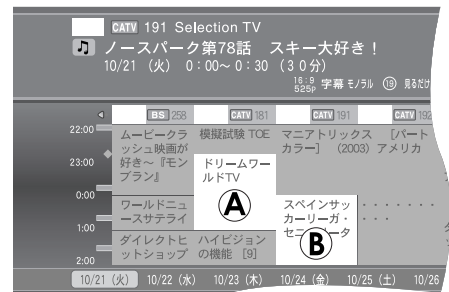 CATV 191 Selection TV
ノースパーク第78話 スキー大好き！
10/21 (火) 0：00～0：30 (30分)
16:9
525p 字幕 モノラル ⑲ 見るだけ
BS 258 CATV 181 CATV 191 CATV 192
22:00
23:00
0:00
1:00
2:00
ムービークラ
ッシュ映画が
好き～『モン
ブラン』
ワールドニュ
ースサテライ
ダイレクトヒ
ットショップ
模擬試験 TOE
ドリームワー
ルドTV
A
ハイビジョン
の機能 [9]
マニアトリックス [パート
カラー] (2003) アメリカ
スペインサッ
カーリーガ・
B
10/21 (火) 10/22 (水) 10/23 (木) 10/24 (金) 10/25 (土) 10/26